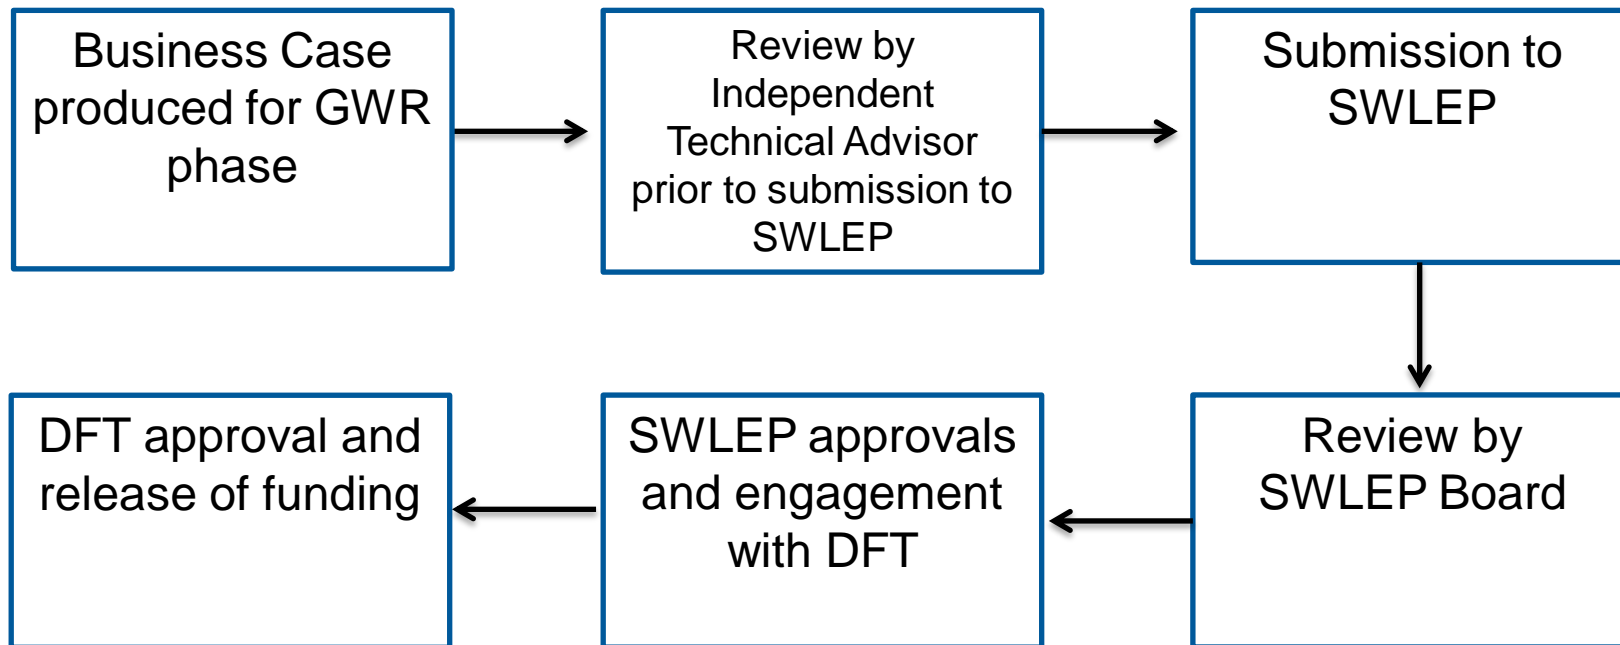 Business Case
produced for GWR
phase
Review by
Independent
Technical Advisor
prior to submission to
SWLEP
Submission to
SWLEP
Review by
SWLEP Board
SWLEP approvals
and engagement
with DFT
DFT approval and
release of funding